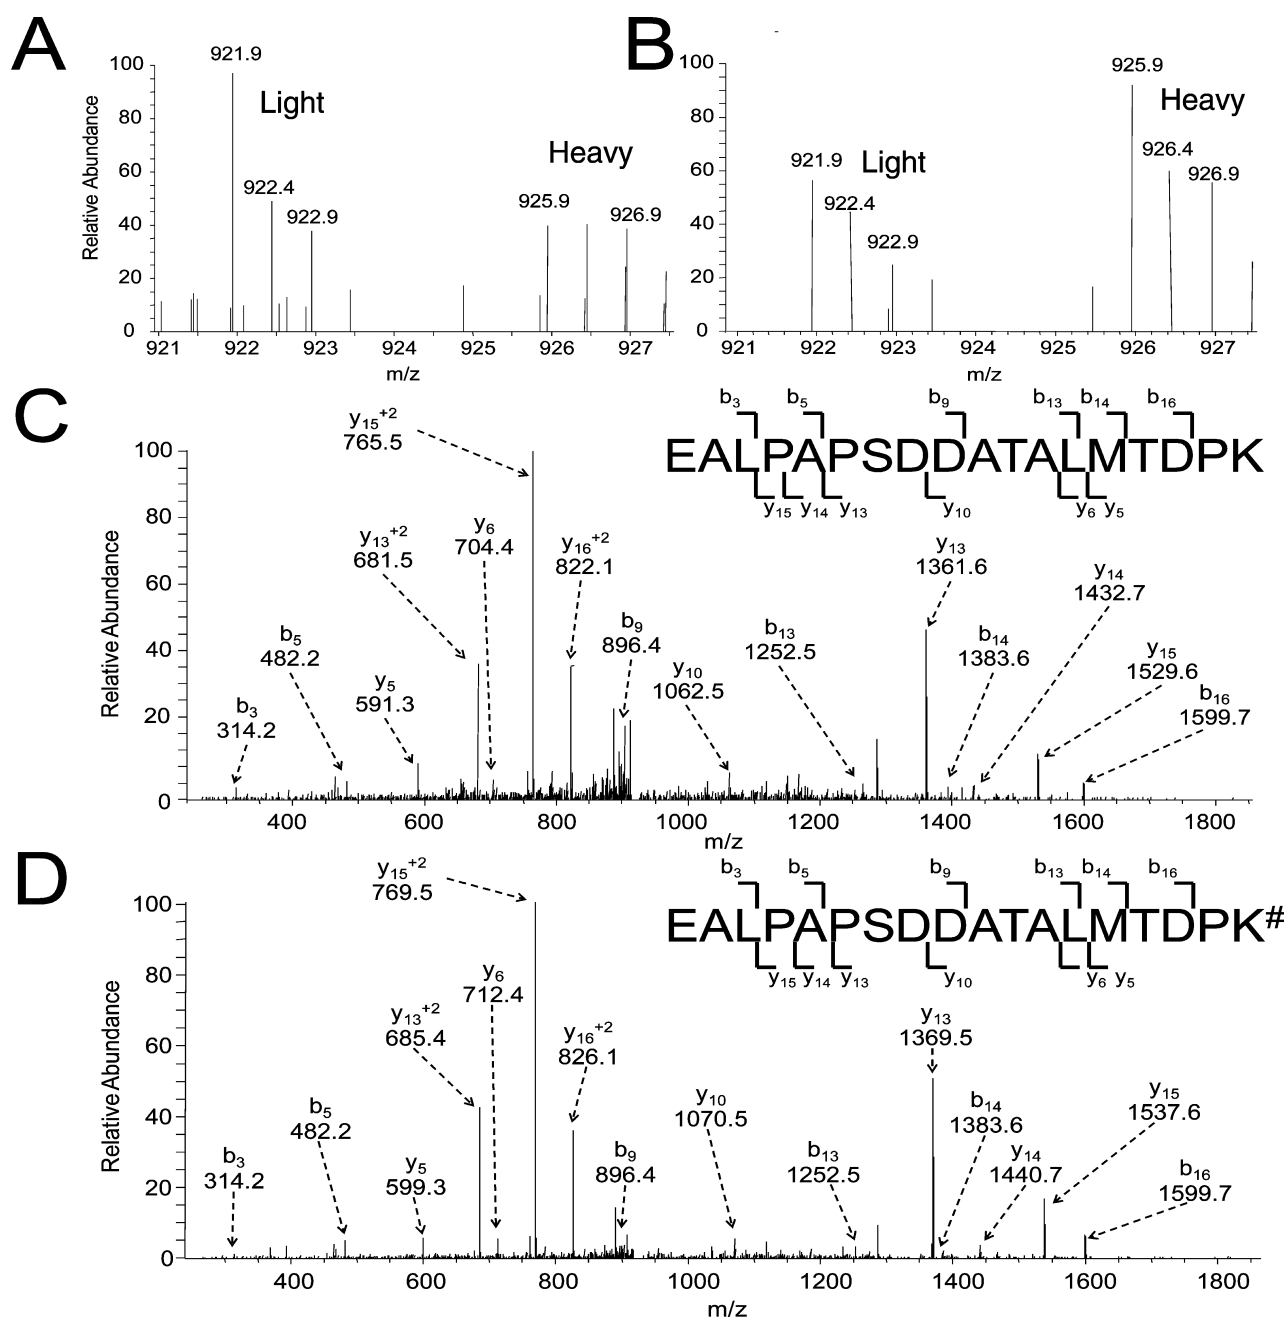 A
B
921.9
Light
922.4
922.9
Heavy
925.9
926.9
100
80
60
40
20
0
Relative Abundance
921 922 923 924 925 926 927
m/z
921.9
Light
922.4
922.9
925.9
Heavy
926.4
926.9
100
80
60
40
20
0
921 922 923 924 925 926 927
m/z
C
b3 b5 b9 b13 b14 b16
EALPAPSDDATALMTDPK
y15 y14 y13 y10 y6 y5
y15+2
765.5
y13+2
681.5
y6
704.4
y16+2
822.1
b5
482.2
b3
314.2
y5
591.3
b9
896.4
y10
1062.5
b13
1252.5
y13
1361.6
b14
1383.6
y14
1432.7
y15
1529.6
b16
1599.7
100
80
60
40
20
0
Relative Abundance
400 600 800 1000 1200 1400 1600 1800
m/z
D
b3 b5 b9 b13 b14 b16
EALPAPSDDATALMTDPK#
y15 y14 y13 y10 y6 y5
y15+2
769.5
y13+2
685.4
y6
712.4
y16+2
826.1
b3
314.2
b5
482.2
y5
599.3
b9
896.4
y10
1070.5
b13
1252.5
y13
1369.5
b14
1383.6
y14
1440.7
y15
1537.6
b16
1599.7
100
80
60
40
20
0
Relative Abundance
400 600 800 1000 1200 1400 1600 1800
m/z